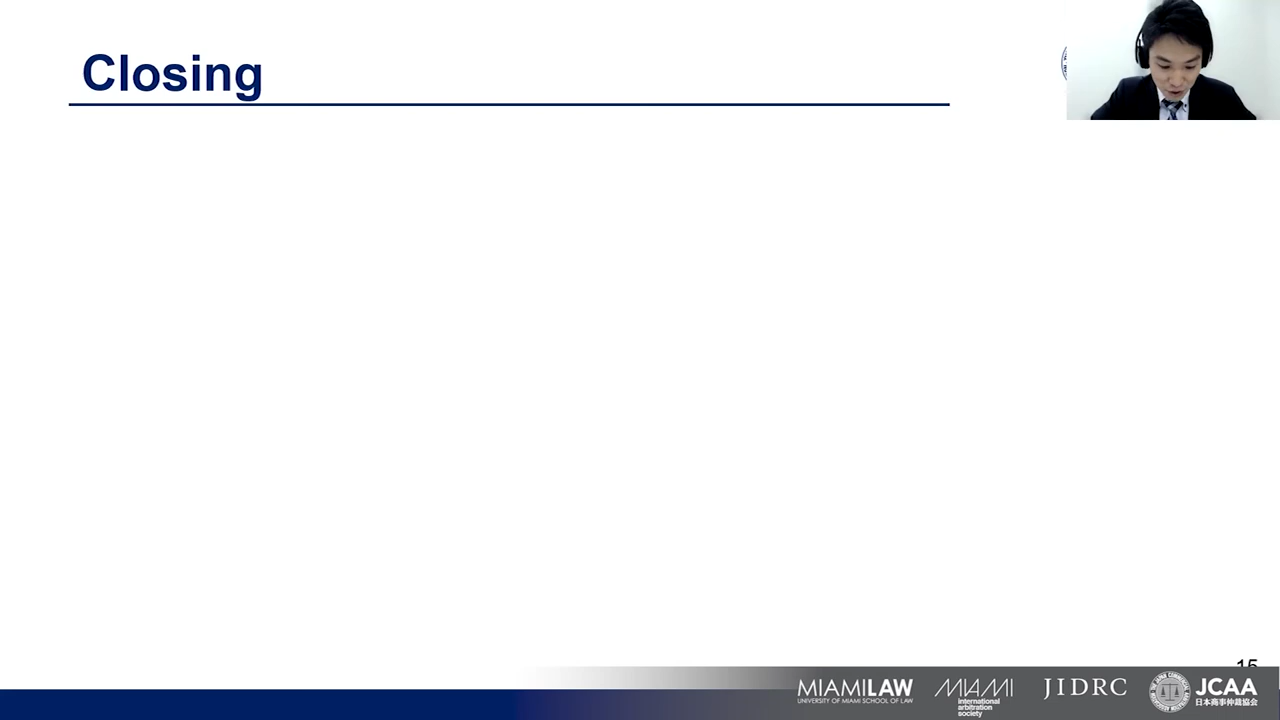 Closing
15
MIAMILAW
UNIVERSITY OF MIAMI SCHOOL OF LAW
MIAMI
international
arbitration
society
JIDRC
JCAA
日本商事仲裁協会